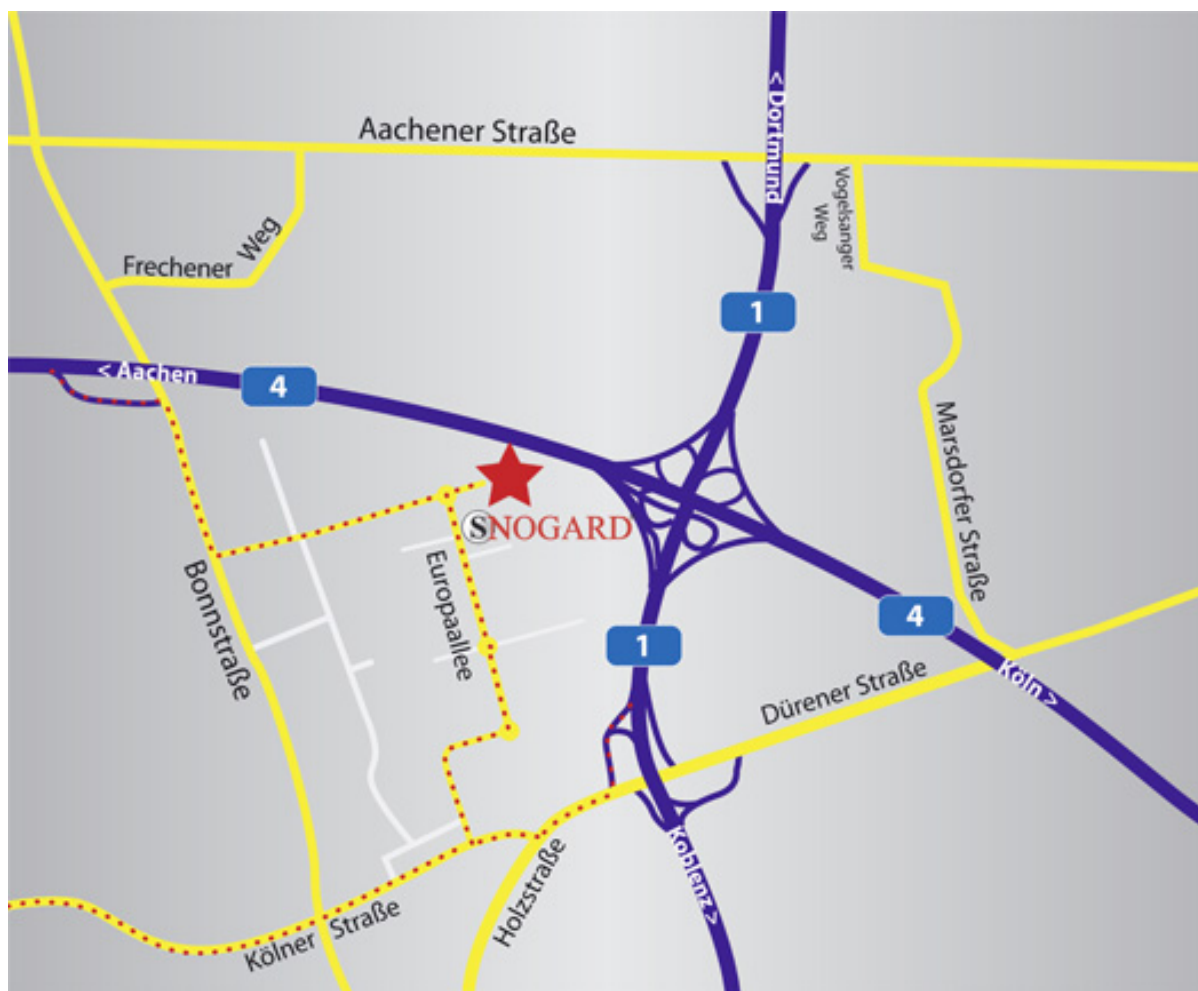 < Dortmund
Aachener Straße
Vogelsanger
Weg
Frechener Weg
1
< Aachen
4
Marsdorfer Straße
SNOGARD
Bonnstraße
Europaallee
4
1
Köln >
Dürener Straße
Koblenz >
Holzstraße
Kölner Straße